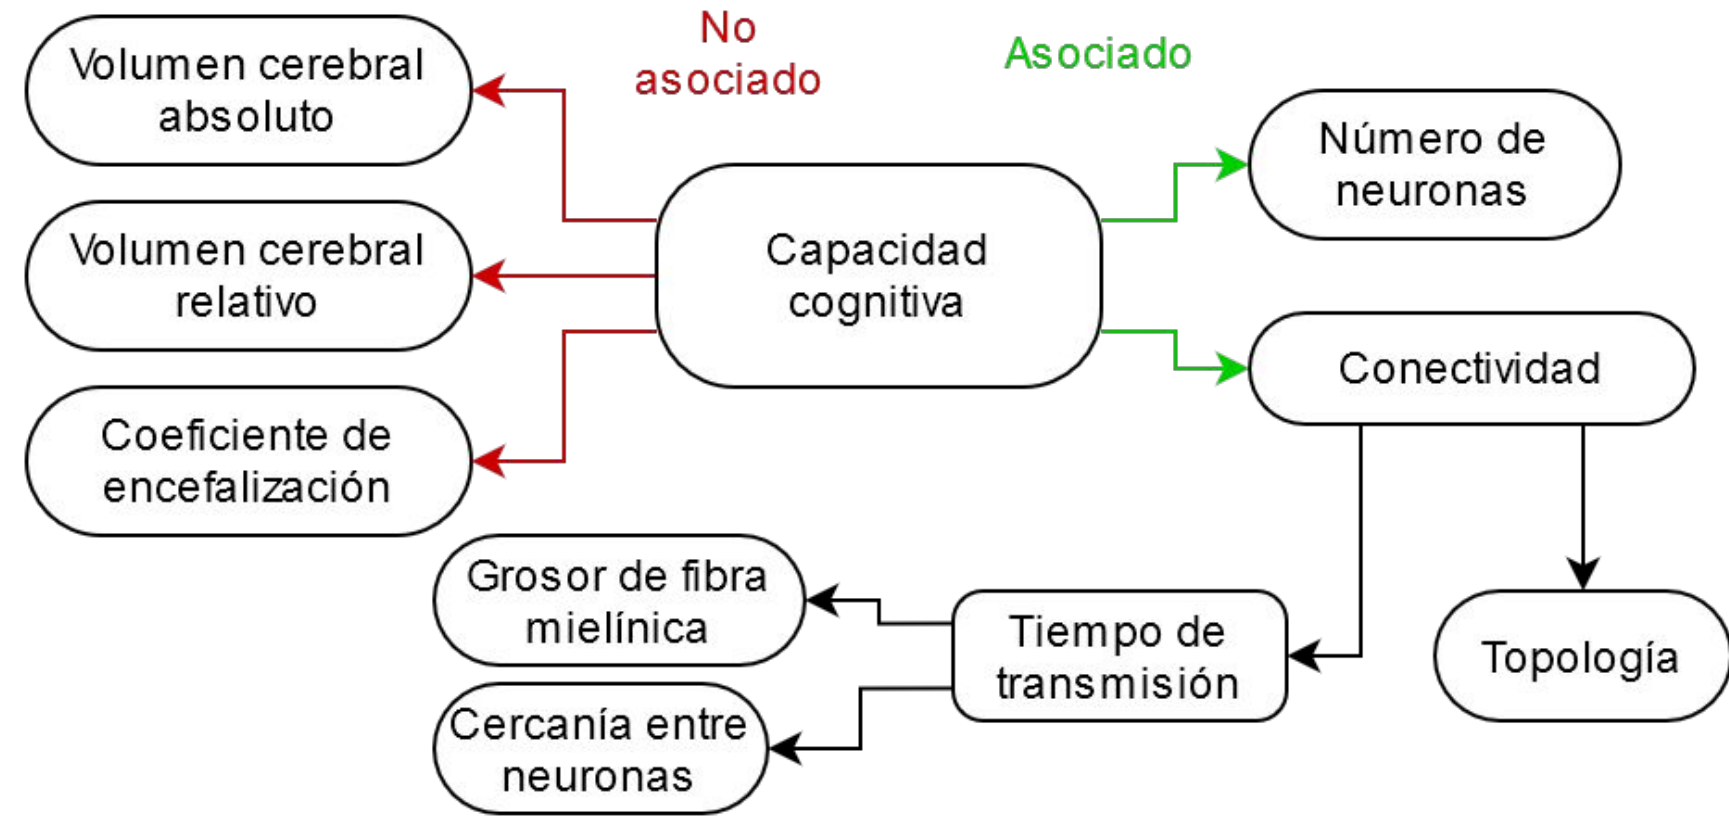 No
asociado
Asociado
Volumen cerebral
absoluto
Número de
neuronas
Volumen cerebral
relativo
Capacidad
cognitiva
Conectividad
Coeficiente de
encefalización
Grosor de fibra
mielínica
Tiempo de
transmisión
Topología
Cercanía entre
neuronas